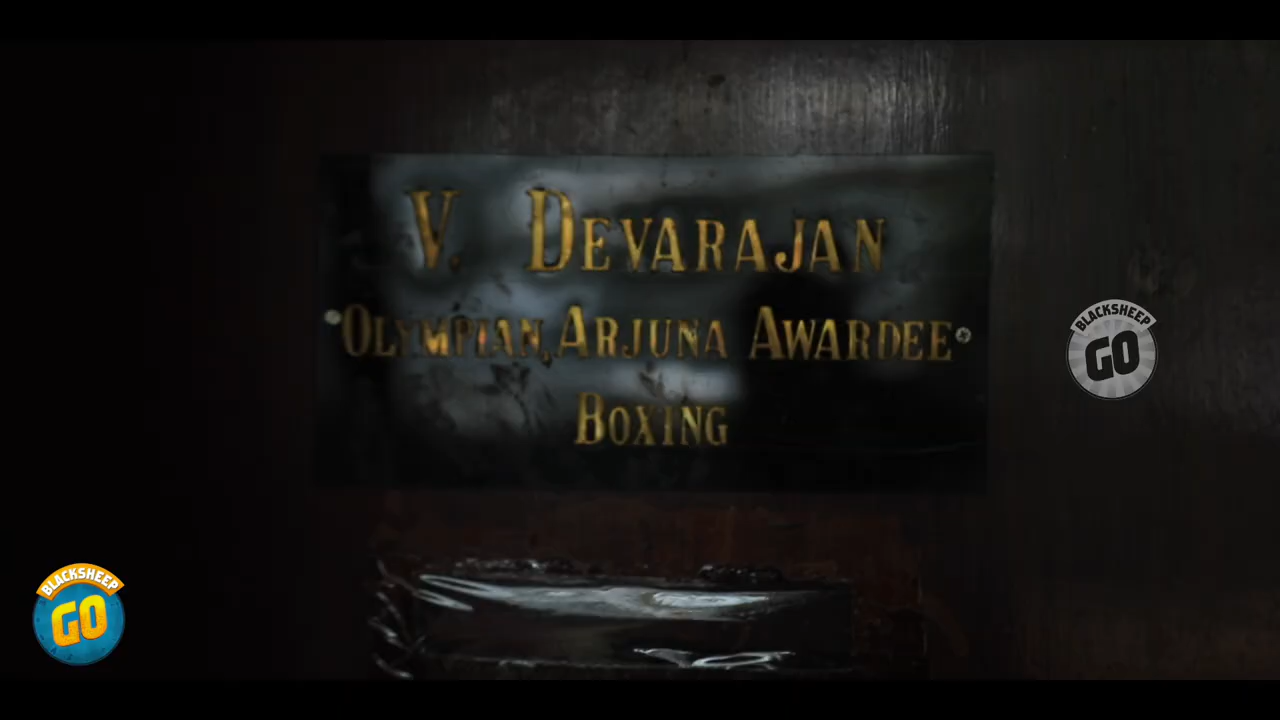 V. Devarajan
Olympian, Arjuna Awardee
Boxing
BLACKSHEEP
GO
BLACKSHEEP
GO